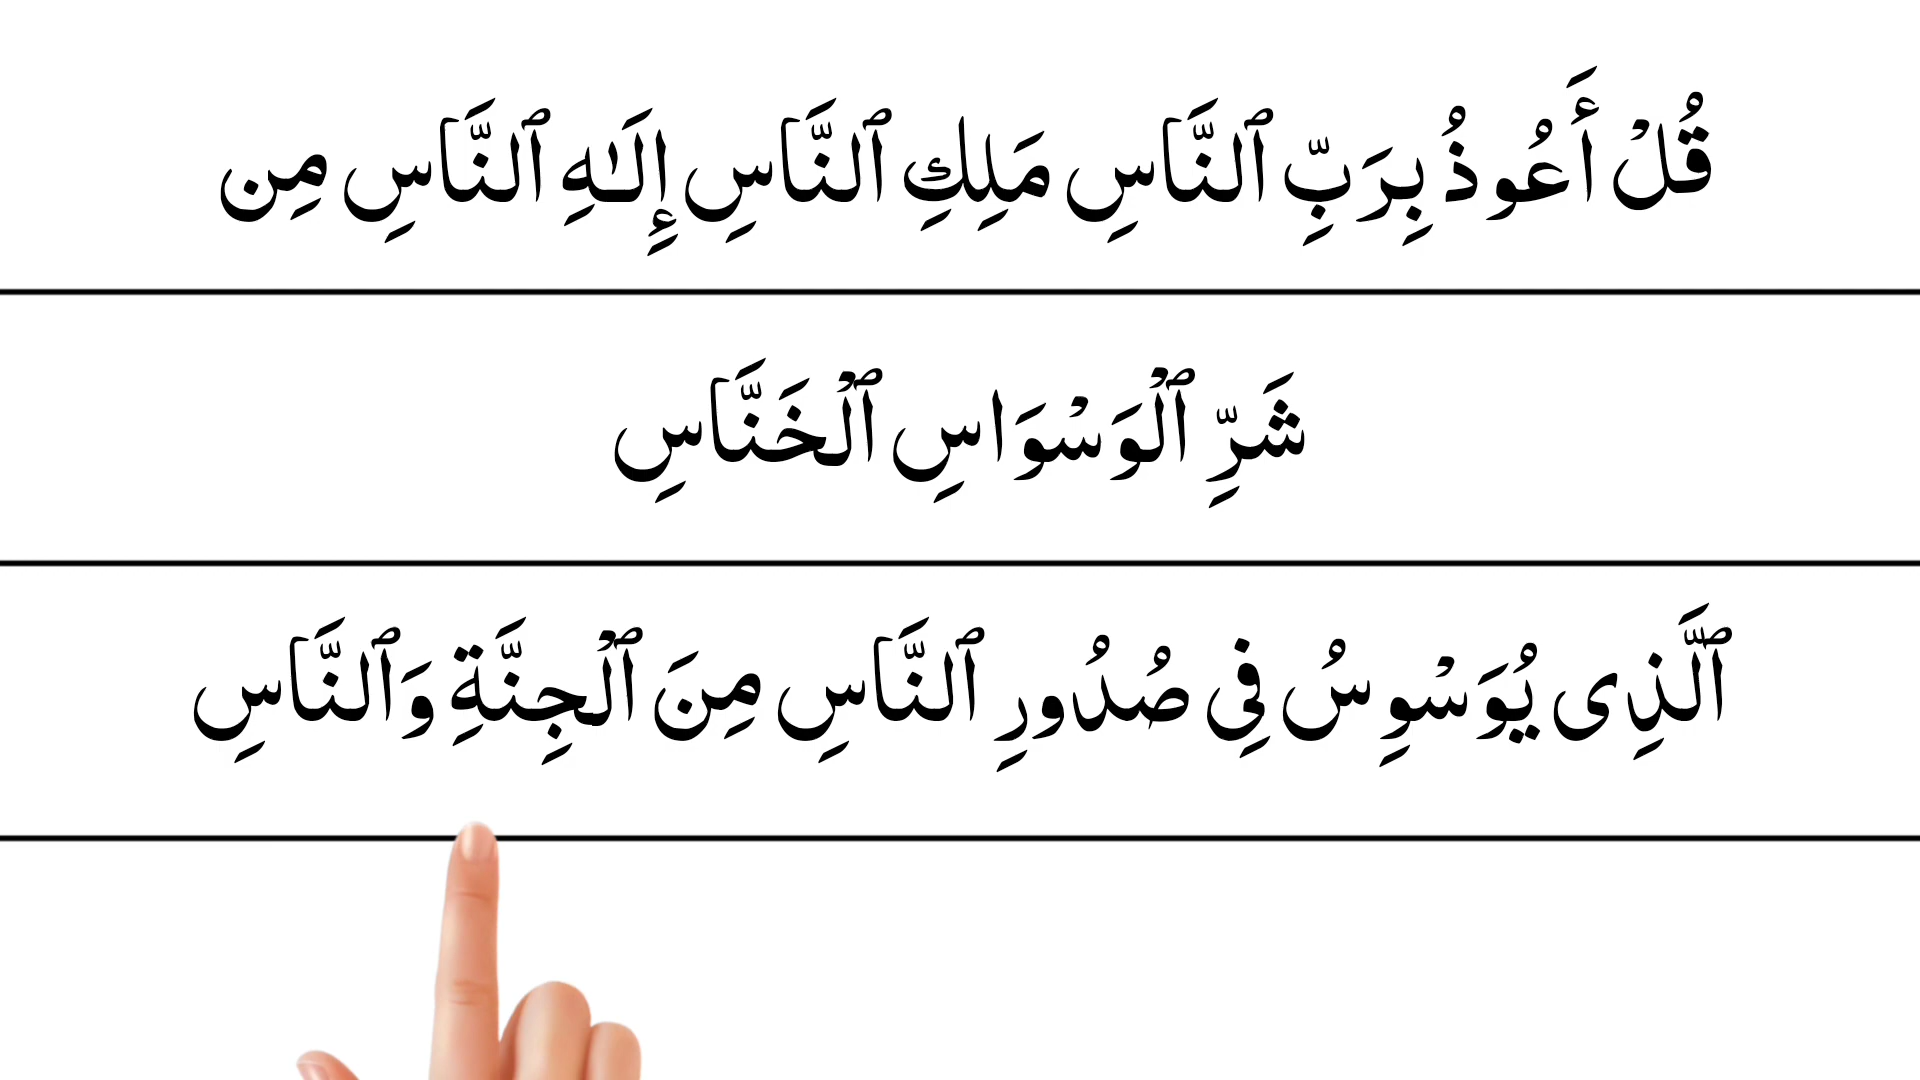 قُلْ أَعُوذُ بِرَبِّ ٱلنَّاسِ مَلِكِ ٱلنَّاسِ إِلَـٰهِ ٱلنَّاسِ مِن
شَرِّ ٱلْوَسْوَاسِ ٱلْخَنَّاسِ
ٱلَّذِى يُوَسْوِسُ فِي صُدُورِ ٱلنَّاسِ مِنَ ٱلْجِنَّةِ وَٱلنَّاسِ